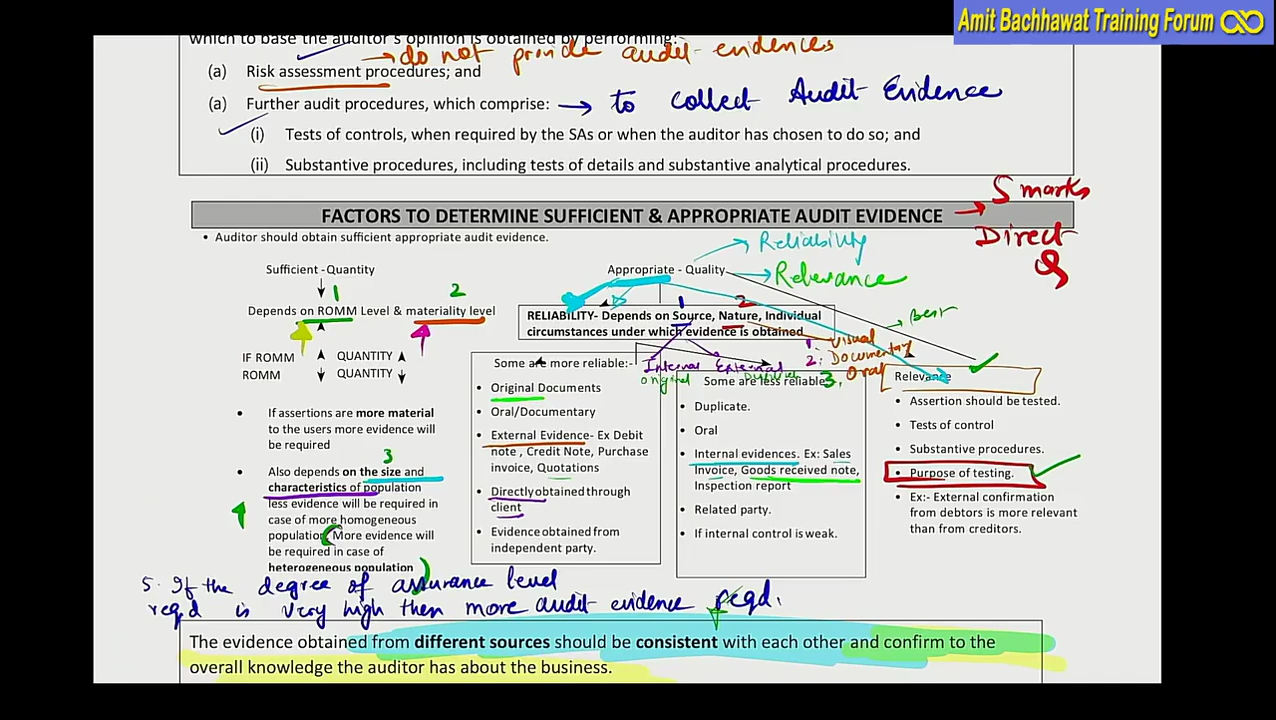 Amit Bachhawat Training Forum
which to base the auditor's opinion is obtained by performing:
→ do not provide audit evidences
(a) Risk assessment procedures; and
(a) Further audit procedures, which comprise: → to collect Audit Evidence
(i) Tests of controls, when required by the SAs or when the auditor has chosen to do so; and
(ii) Substantive procedures, including tests of details and substantive analytical procedures.
FACTORS TO DETERMINE SUFFICIENT & APPROPRIATE AUDIT EVIDENCE → 5 marks
Direct
Q
• Auditor should obtain sufficient appropriate audit evidence.
Sufficient - Quantity
1 2
Depends on ROMM Level & materiality level
IF ROMM QUANTITY
ROMM QUANTITY
• If assertions are more material
to the users more evidence will
be required
3
• Also depends on the size and
characteristics of population
less evidence will be required in
case of more homogeneous
population (More evidence will
be required in case of
heterogenous population)
Reliability
Appropriate - Quality
Relevance
1 2
RELIABILITY- Depends on Source, Nature, Individual
circumstances under which evidence is obtained
Best
1. Visual
2. Documentary
3. Oral
Internal External
original Duplicate
Some are more reliable:-
• Original Documents
• Oral/Documentary
• External Evidence- Ex Debit
note , Credit Note, Purchase
invoice, Quotations
• Directly obtained through
client
• Evidence obtained from
independent party.
Some are less reliable
• Duplicate.
• Oral
• Internal evidences. Ex: Sales
Invoice, Goods received note,
Inspection report
• Related party.
• If internal control is weak.
Relevance
• Assertion should be tested.
• Tests of control
• Substantive procedures.
• Purpose of testing.
• Ex:- External confirmation
from debtors is more relevant
than from creditors.
5. If the degree of assurance level
reqd is very high then more audit evidence reqd.
The evidence obtained from different sources should be consistent with each other and confirm to the
overall knowledge the auditor has about the business.